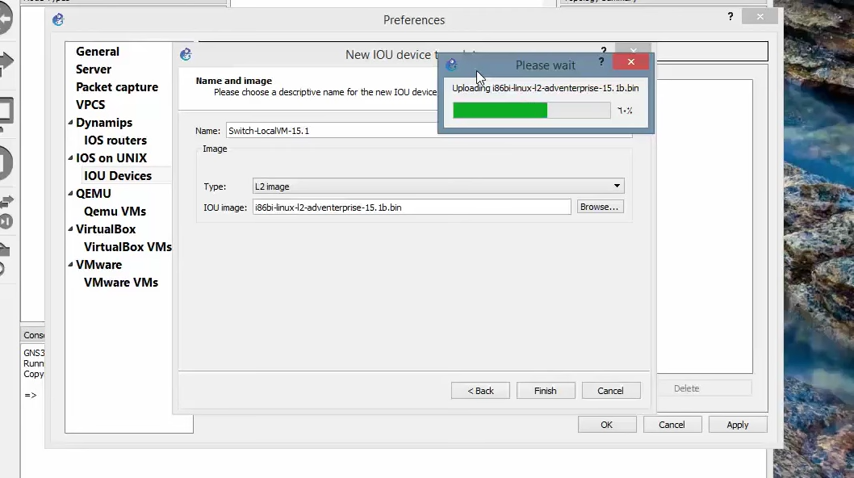 Preferences
?
General
Server
Packet capture
VPCS
Dynamips
IOS routers
IOS on UNIX
IOU Devices
QEMU
Qemu VMs
VirtualBox
VirtualBox VMs
VMware
VMware VMs
New IOU device
?
Name and image
Please choose a descriptive name for the new IOU device
Please wait
?
Uploading i86bi-linux-l2-adventerprise-15.1b.bin
٦٠%
Name: Switch-LocalVM-15.1
Image
Type: L2 image
IOU image: i86bi-linux-l2-adventerprise-15.1b.bin Browse...
< Back Finish Cancel
Delete
OK Cancel Apply
GNS3
Runn
Copy
=>